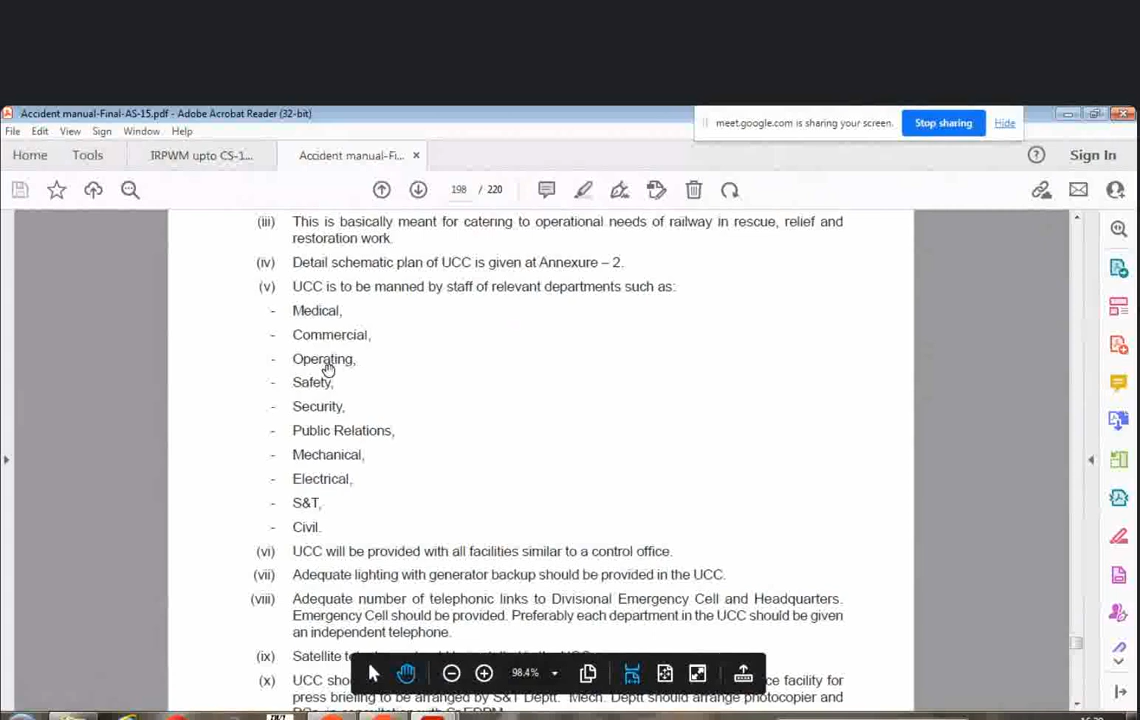 Accident manual-Final-AS-15.pdf - Adobe Acrobat Reader (32-bit)
meet.google.com is sharing your screen. Stop sharing Hide
File Edit View Sign Window Help
Home Tools IRPWM upto CS-1... Accident manual-Fi... × Sign In
198 / 220
(iii) This is basically meant for catering to operational needs of railway in rescue, relief and
restoration work.
(iv) Detail schematic plan of UCC is given at Annexure – 2.
(v) UCC is to be manned by staff of relevant departments such as:
- Medical,
- Commercial,
- Operating,
- Safety,
- Security,
- Public Relations,
- Mechanical,
- Electrical,
- S&T,
- Civil.
(vi) UCC will be provided with all facilities similar to a control office.
(vii) Adequate lighting with generator backup should be provided in the UCC.
(viii) Adequate number of telephonic links to Divisional Emergency Cell and Headquarters.
Emergency Cell should be provided. Preferably each department in the UCC should be given
an independent telephone.
(ix) Satellite
98.4%
(x) UCC facility for
press briefing to be arranged by S&T Deptt. Mech. Deptt should arrange photocopier and